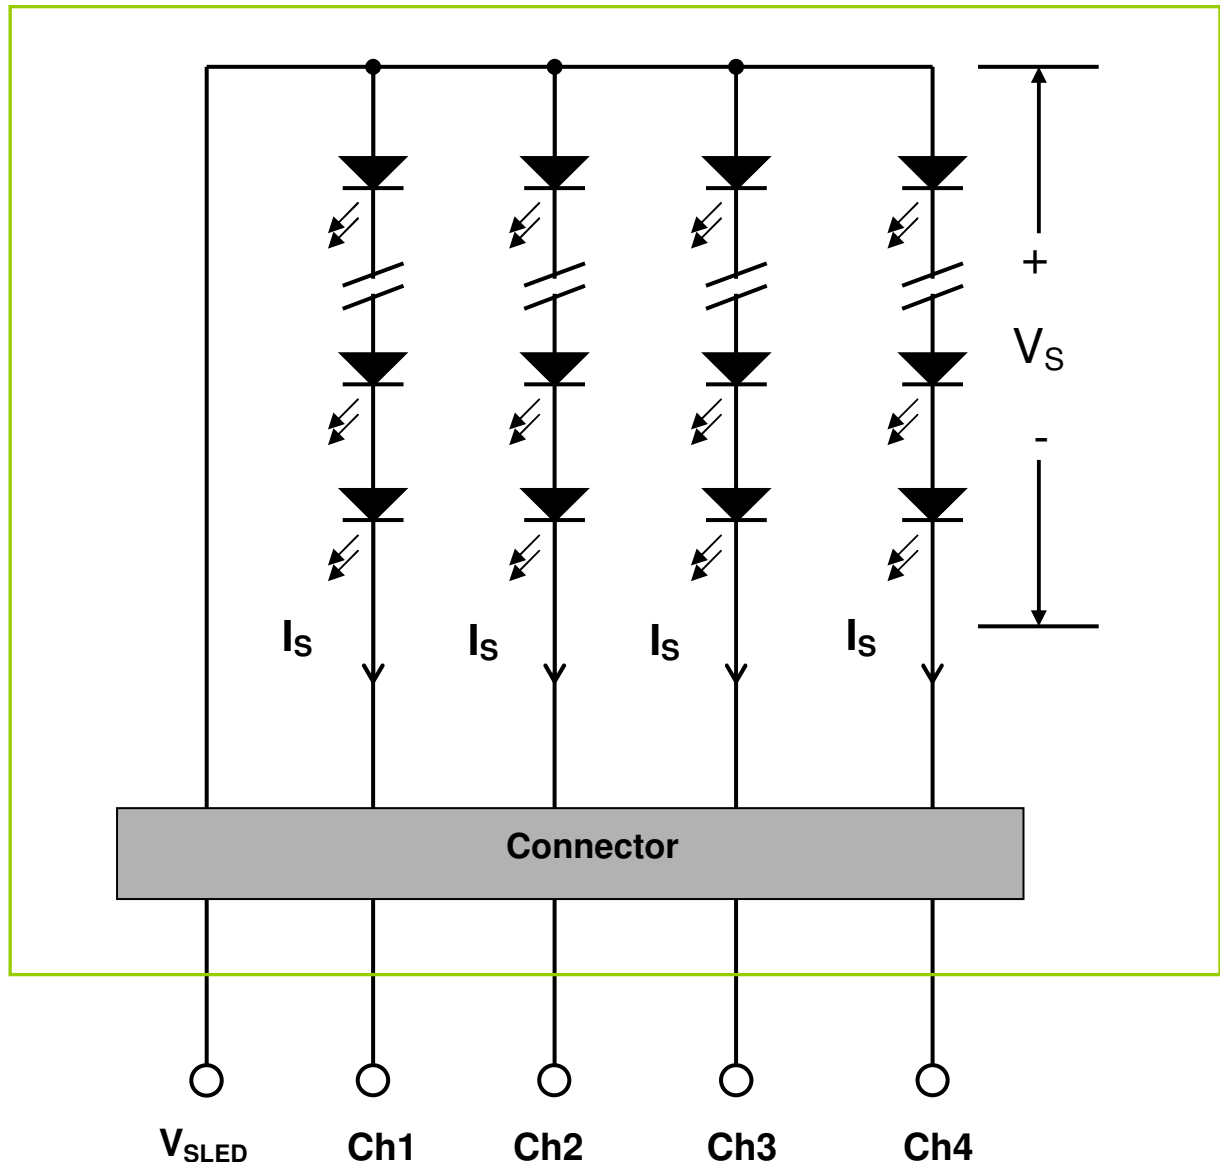 +
VS
-
IS IS IS IS
Connector
VSLED Ch1 Ch2 Ch3 Ch4